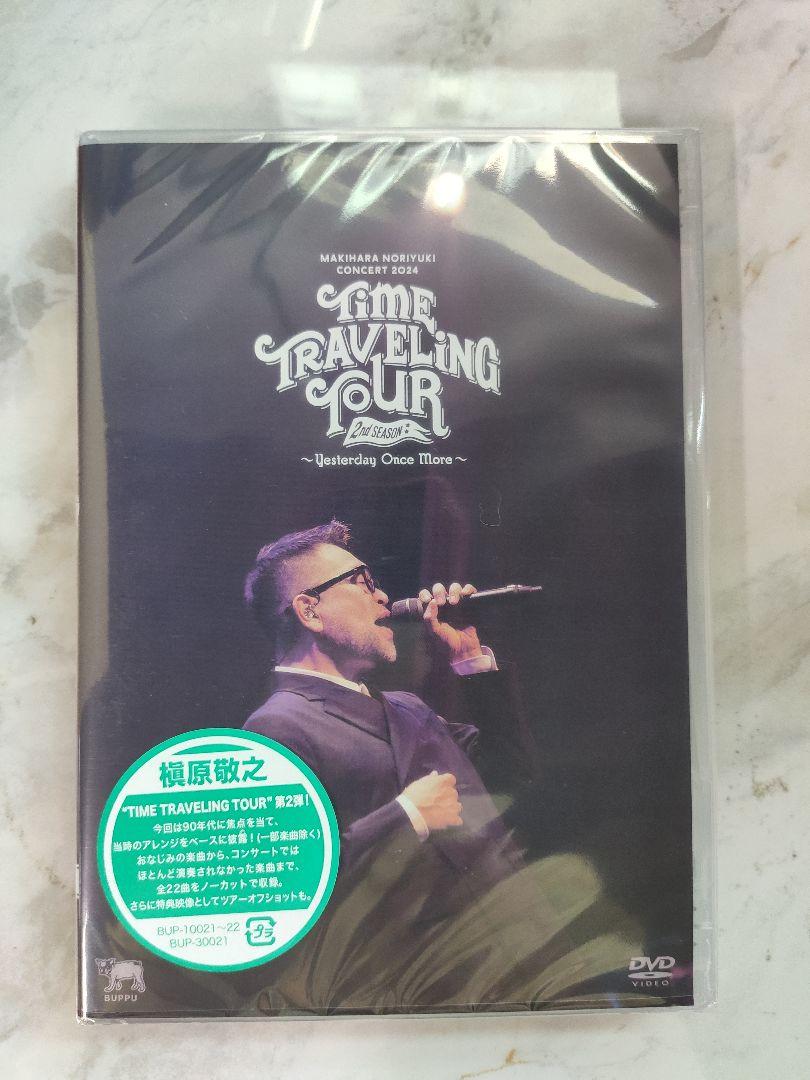 MAKIHARA NORIYUKI
CONCERT 2024
TiME
TRAVELiNG
TOUR
2nd SEASON
～Yesterday Once More～
槇原敬之
"TIME TRAVELING TOUR" 第2弾！
今回は90年代に焦点を当て、
当時のアレンジをベースに披露！(一部楽曲除く)
おなじみの楽曲から、コンサートでは
ほとんど演奏されなかった楽曲まで、
全22曲をノーカットで収録。
さらに特典映像としてツアーオフショットも。
BUP-10021～22
BUP-30021
プラ
BUPPU
DVD
VIDEO